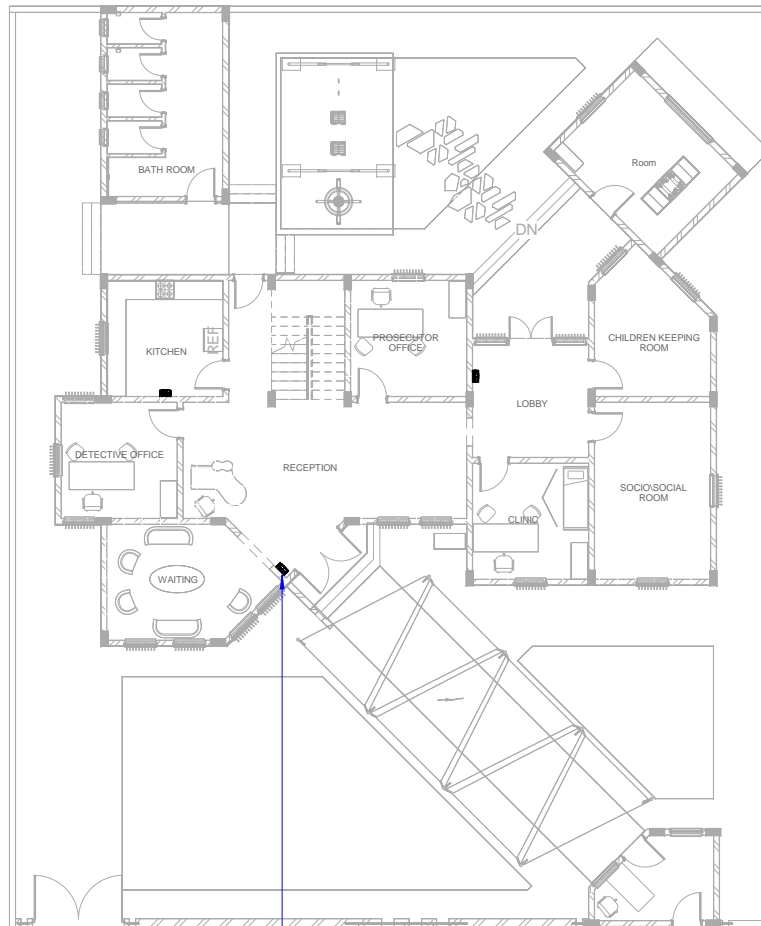 BATH ROOM
Room
DN
KITCHEN
REF
PROSECUTOR
OFFICE
CHILDREN KEEPING
ROOM
LOBBY
DETECTIVE OFFICE
RECEPTION
SOCIO\SOCIAL
ROOM
CLINIC
WAITING